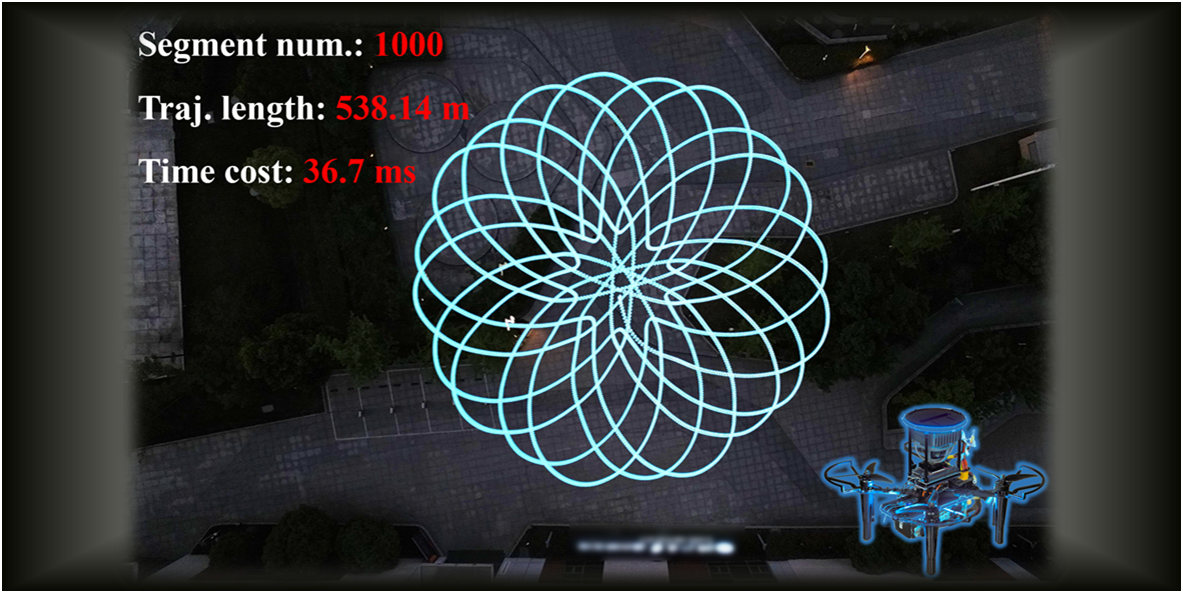 Segment num.: 1000
Traj. length: 538.14 m
Time cost: 36.7 ms